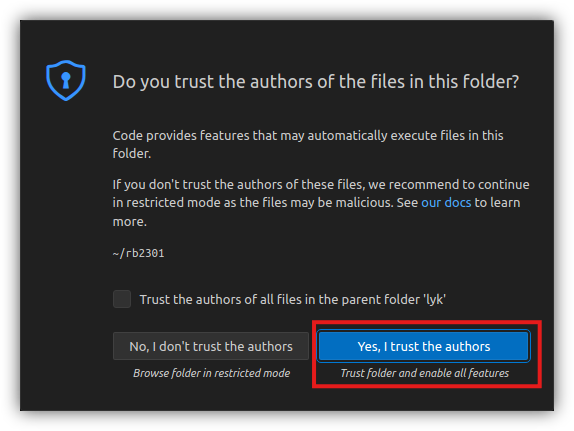 Do you trust the authors of the files in this folder?
Code provides features that may automatically execute files in this
folder.
If you don't trust the authors of these files, we recommend to continue
in restricted mode as the files may be malicious. See our docs to learn
more.
~/rb2301
Trust the authors of all files in the parent folder 'lyk'
No, I don't trust the authors
Yes, I trust the authors
Browse folder in restricted mode
Trust folder and enable all features